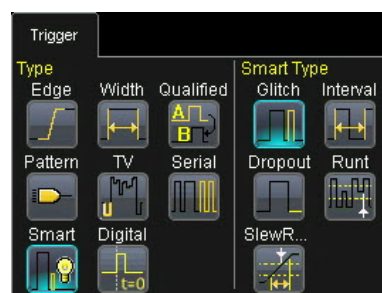 Trigger
Type
Smart Type
Edge Width Qualified Glitch Interval
A
B
Pattern TV Serial Dropout Runt
U
Smart Digital SlewR...
t=0